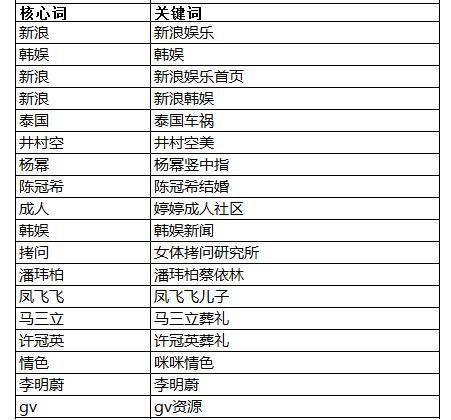 核心词 关键词
新浪 新浪娱乐
韩娱 韩娱
新浪 新浪娱乐首页
新浪 新浪韩娱
泰国 泰国车祸
井村空 井村空美
杨幂 杨幂竖中指
陈冠希 陈冠希结婚
成人 婷婷成人社区
韩娱 韩娱新闻
拷问 女体拷问研究所
潘玮柏 潘玮柏蔡依林
凤飞飞 凤飞飞儿子
马三立 马三立葬礼
许冠英 许冠英葬礼
情色 咪咪情色
李明蔚 李明蔚
gv gv资源